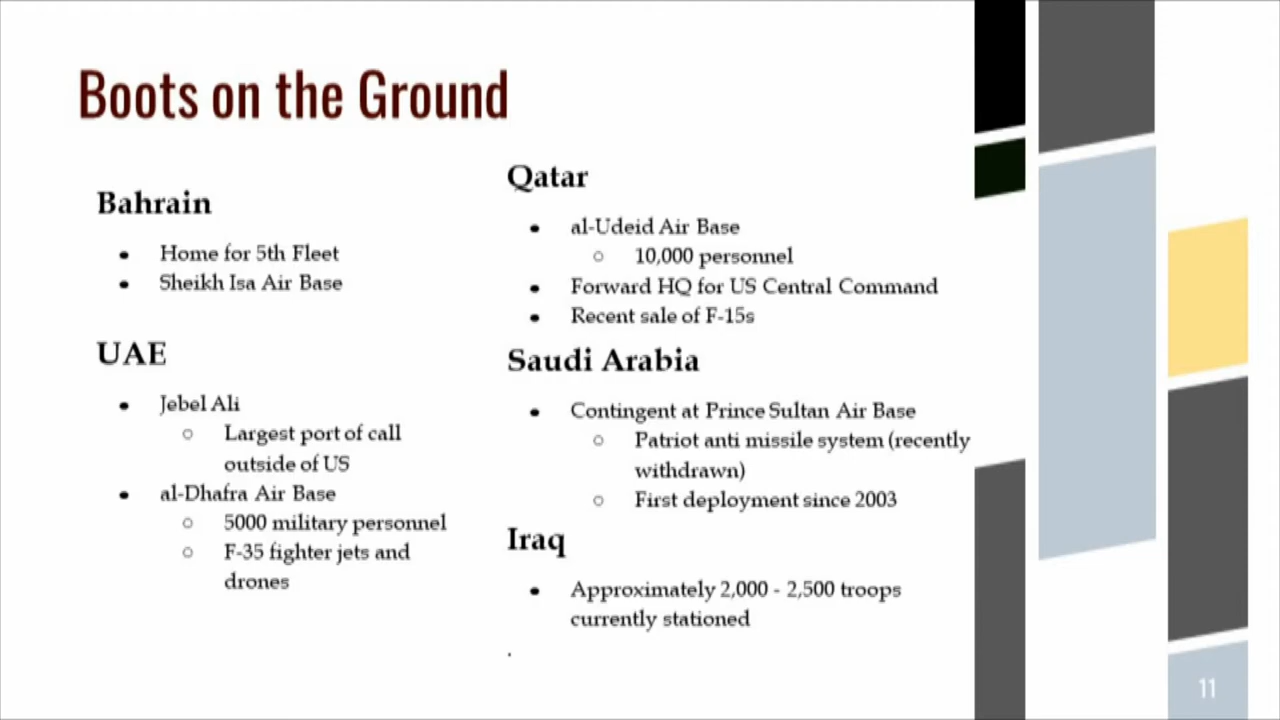 Boots on the Ground
Bahrain
• Home for 5th Fleet
• Sheikh Isa Air Base
UAE
• Jebel Ali
○ Largest port of call
outside of US
• al-Dhafra Air Base
○ 5000 military personnel
○ F-35 fighter jets and
drones
Qatar
• al-Udeid Air Base
○ 10,000 personnel
• Forward HQ for US Central Command
• Recent sale of F-15s
Saudi Arabia
• Contingent at Prince Sultan Air Base
○ Patriot anti missile system (recently
withdrawn)
○ First deployment since 2003
Iraq
• Approximately 2,000 - 2,500 troops
currently stationed
.
11